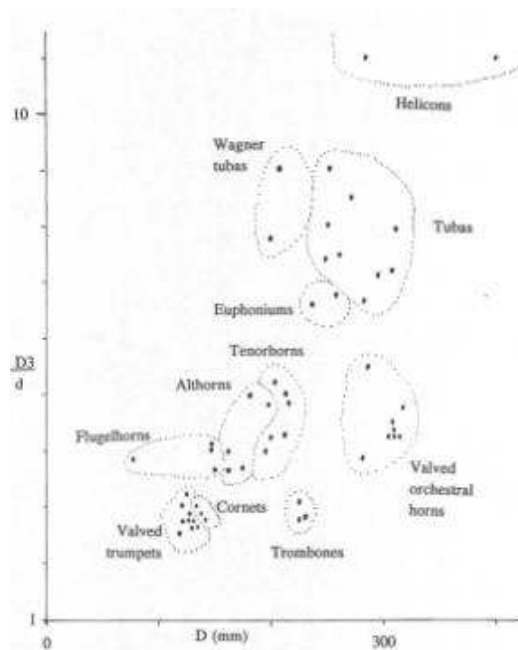 10
Helicons
Wagner
tubas
Tubas
Euphoniums
D3
d
Tenorhorns
Althorns
Flugelhorns
Valved
orchestral
horns
Cornets
Valved
trumpets
Trombones
1
0
D (mm)
300